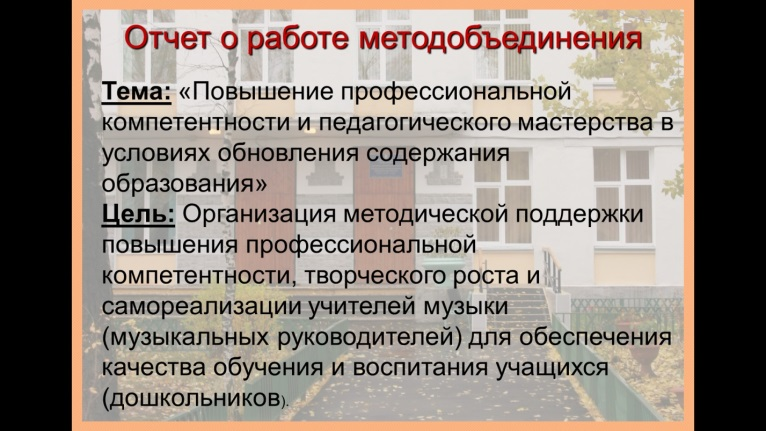 Отчет о работе методобъединения
Тема: «Повышение профессиональной
компетентности и педагогического мастерства в
условиях обновления содержания
образования»
Цель: Организация методической поддержки
повышения профессиональной
компетентности, творческого роста и
самореализации учителей музыки
(музыкальных руководителей) для обеспечения
качества обучения и воспитания учащихся
(дошкольников).